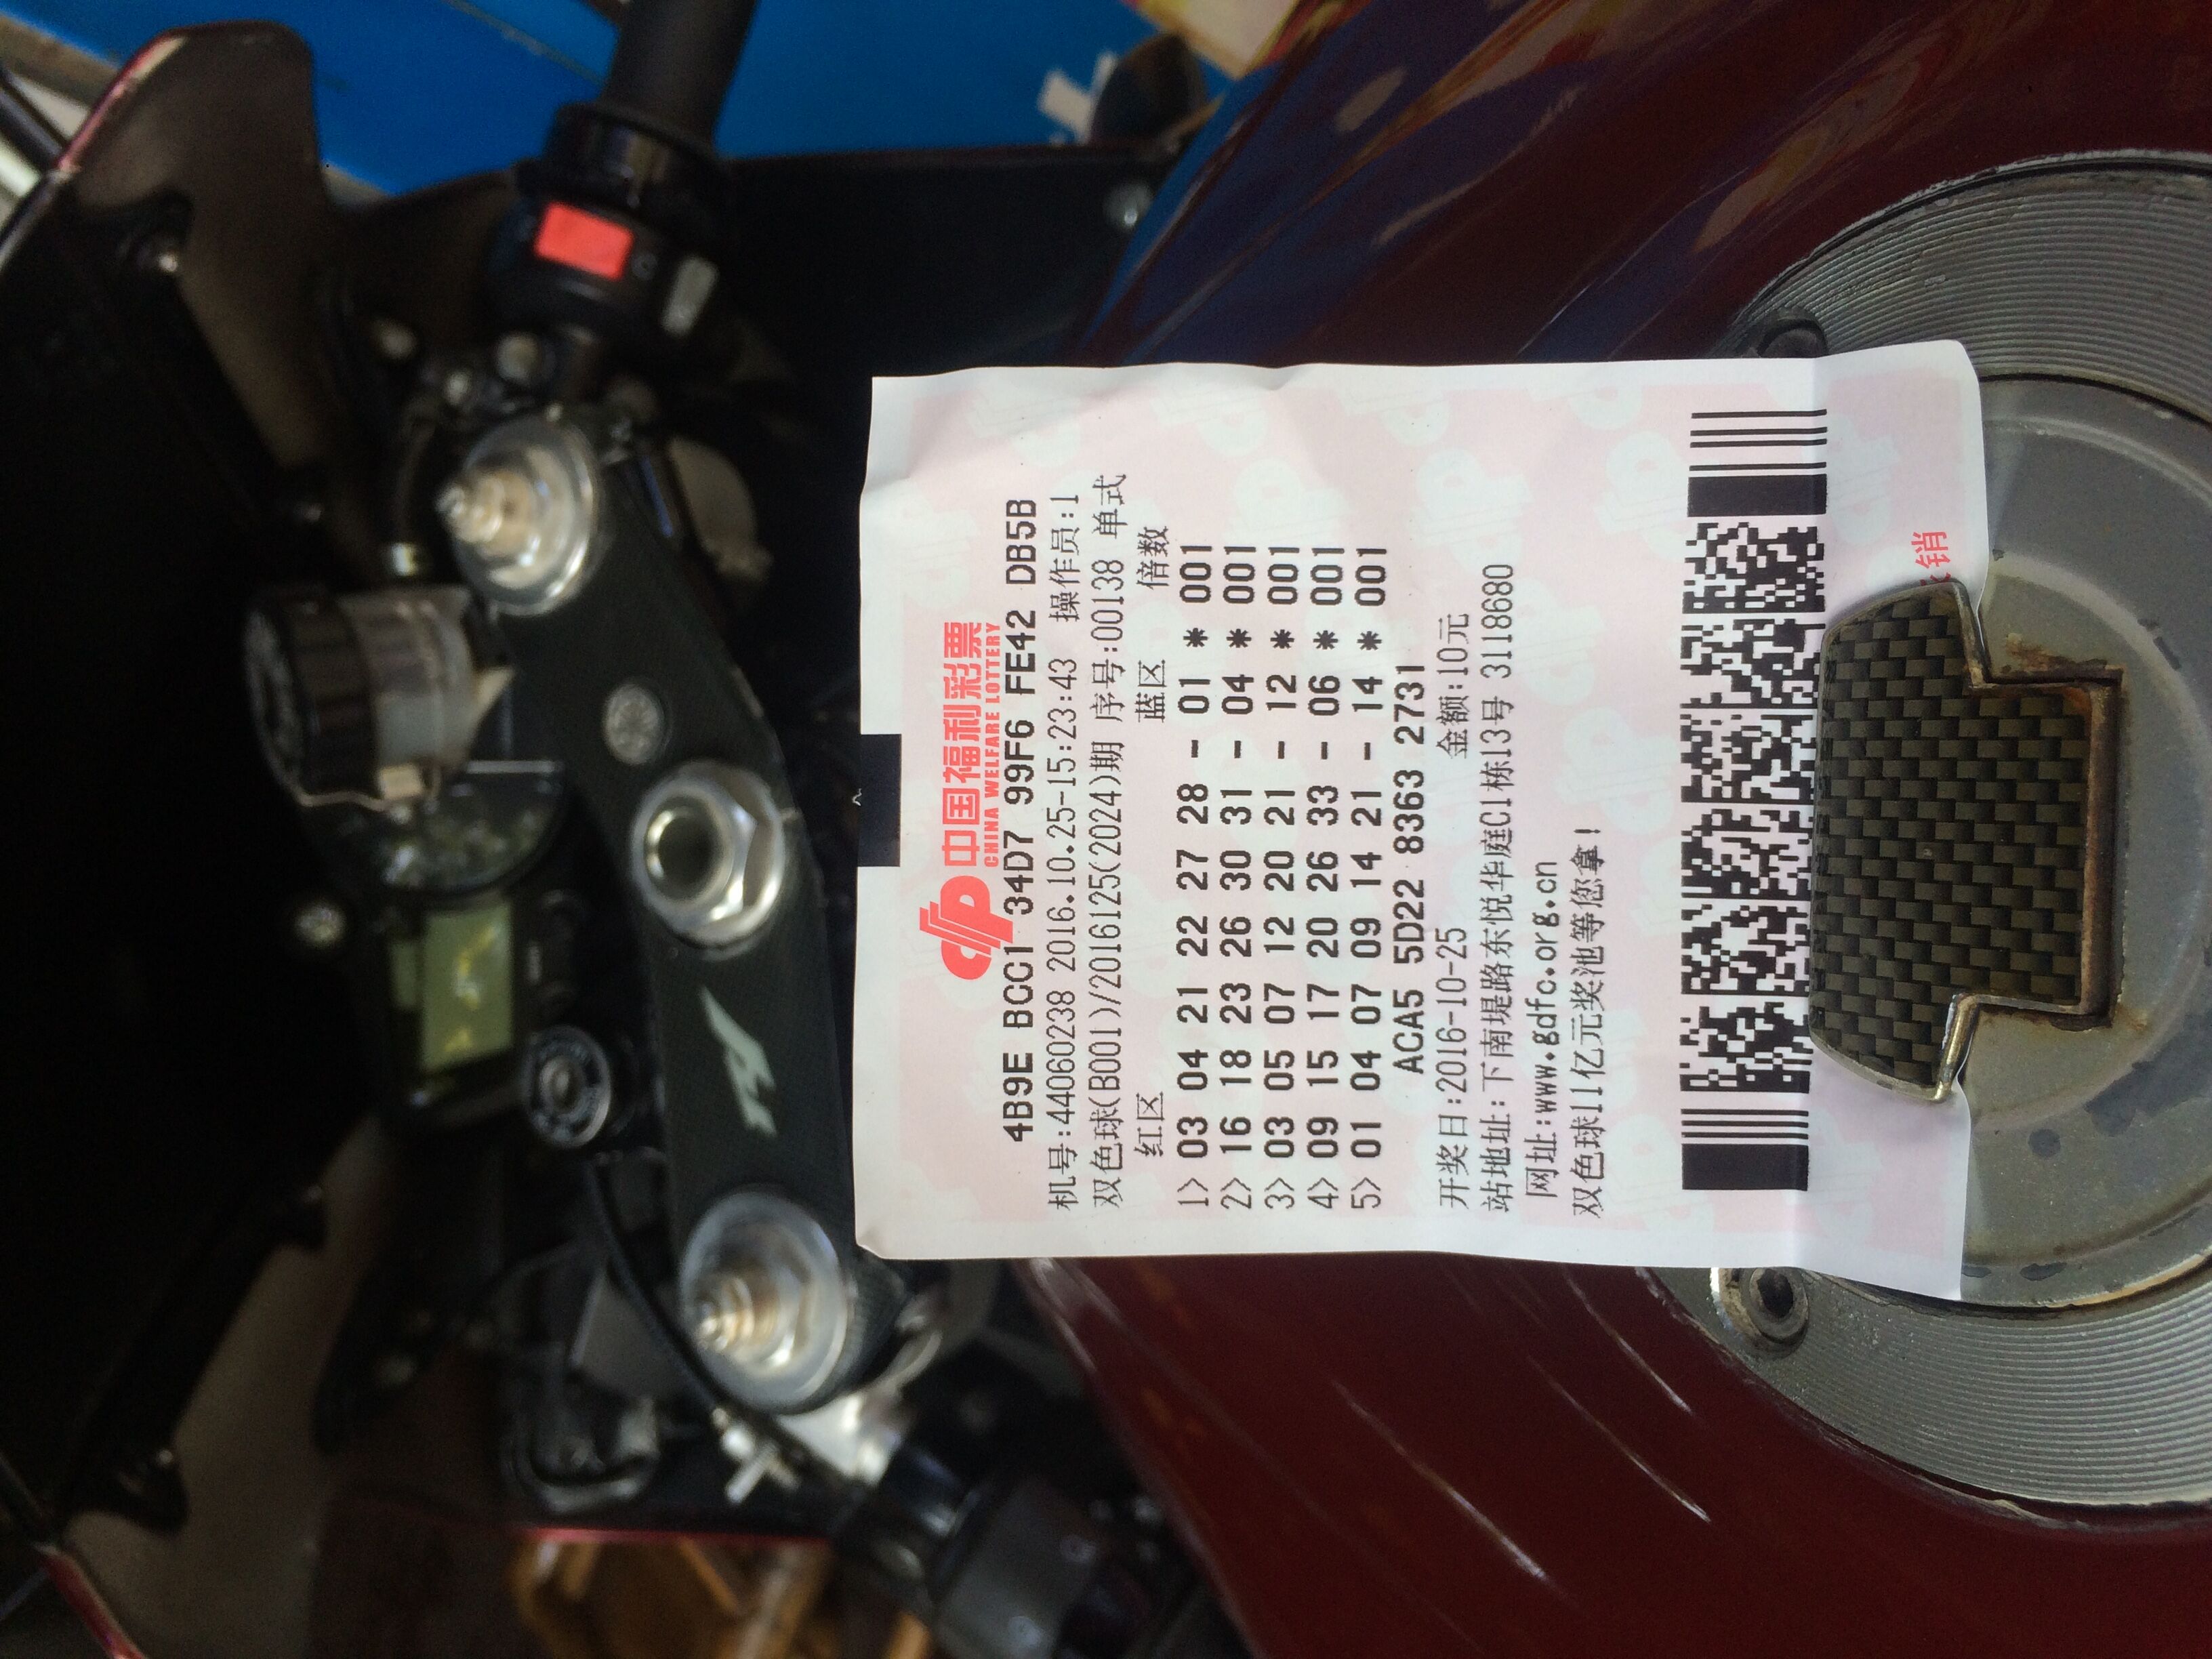 中国福利彩票
CHINA WELFARE LOTTERY
4B9E BCC1 34D7 99F6 FE42 DB5B
机号:44060238 2016.10.25-15:23:43 操作员:1
双色球(B001)/2016125(2024)期 序号:00138 单式
红区 蓝区 倍数
1> 03 04 21 22 27 28 - 01 * 001
2> 16 18 23 26 30 31 - 04 * 001
3> 03 05 07 12 20 21 - 12 * 001
4> 09 15 17 20 26 33 - 06 * 001
5> 01 04 07 09 14 21 - 14 * 001
ACA5 5D22 8363 2731
开奖日:2016-10-25 金额:10元
站地址:下南堤路东悦华庭C1栋13号 3118680
网址:www.gdfc.org.cn
双色球11亿元奖池等您拿!
销